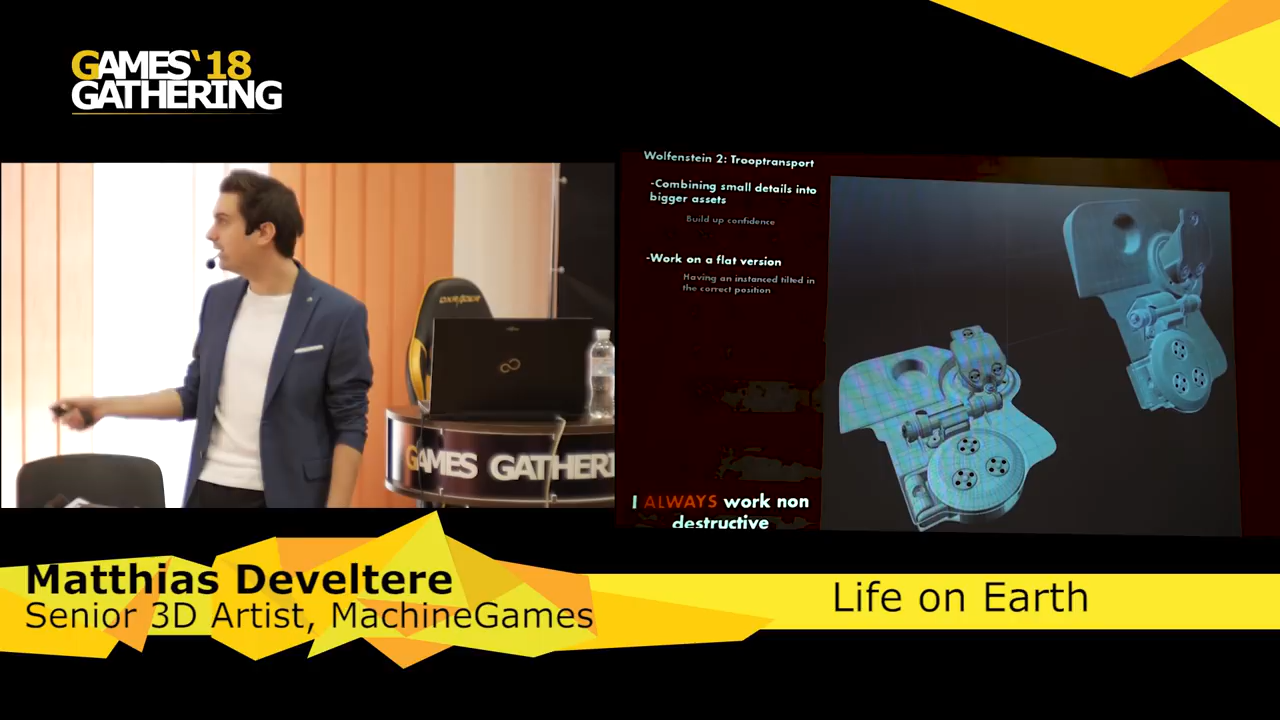 GAMES'18
GATHERING
Wolfenstein 2: Trooptransport
-Combining small details into
bigger assets
Build up confidence
-Work on a flat version
Having an instanced tilted in
the correct position
I ALWAYS work non
destructive
DXRACER
GAMES GATHERI
Matthias Develtere
Senior 3D Artist, MachineGames
Life on Earth